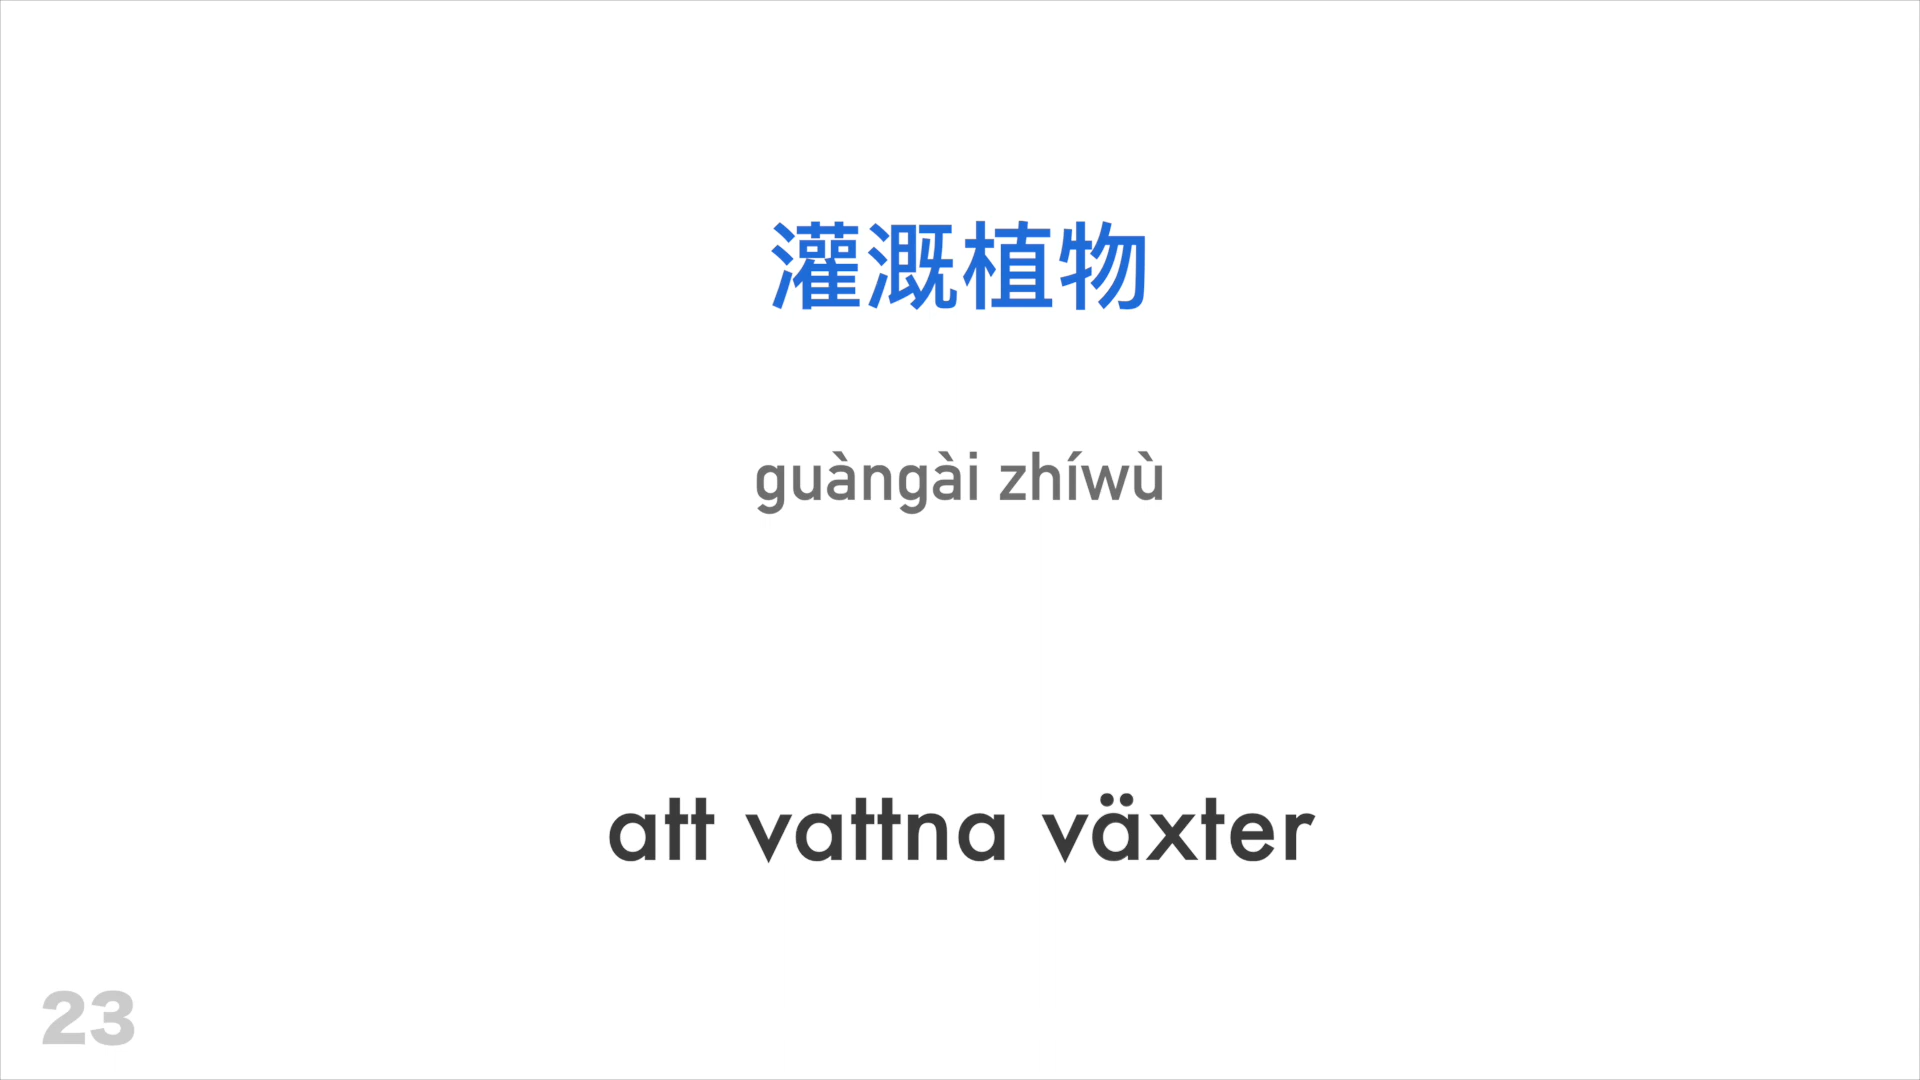 灌溉植物
guàngài zhíwù
att vattna växter
23